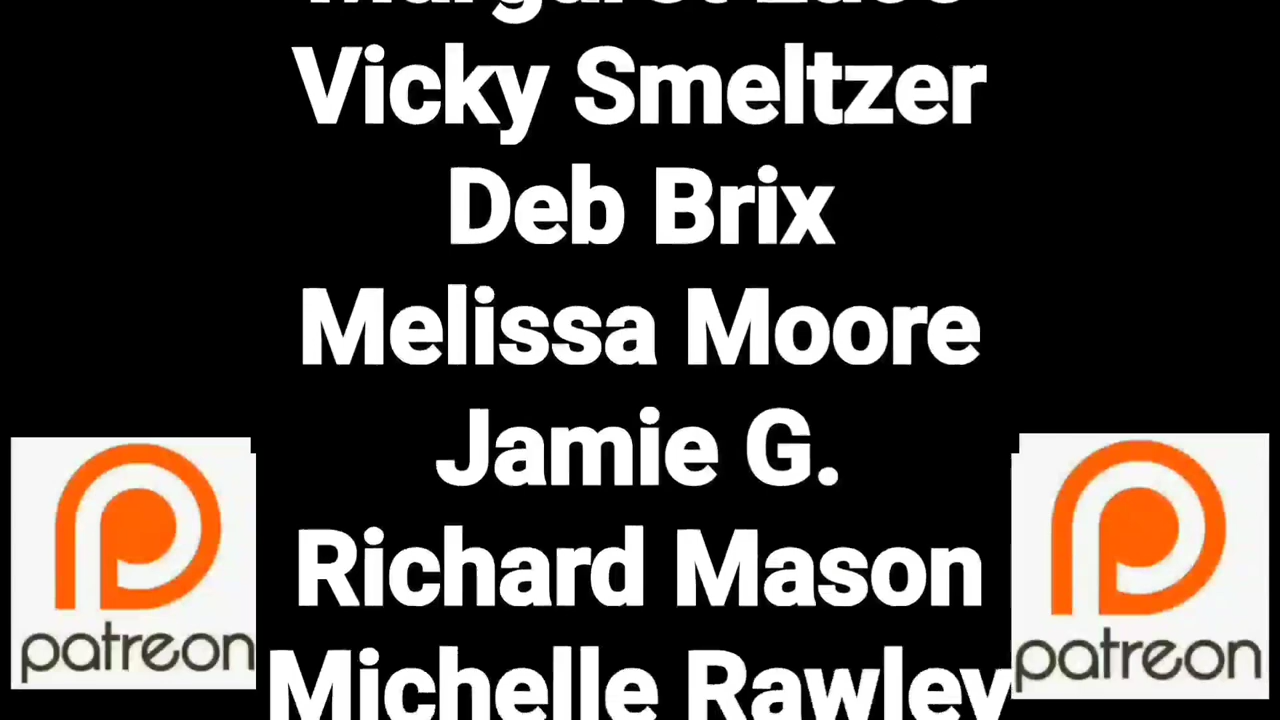 Vicky Smeltzer
Deb Brix
Melissa Moore
Jamie G.
Richard Mason
Michelle Rawley
patreon
patreon